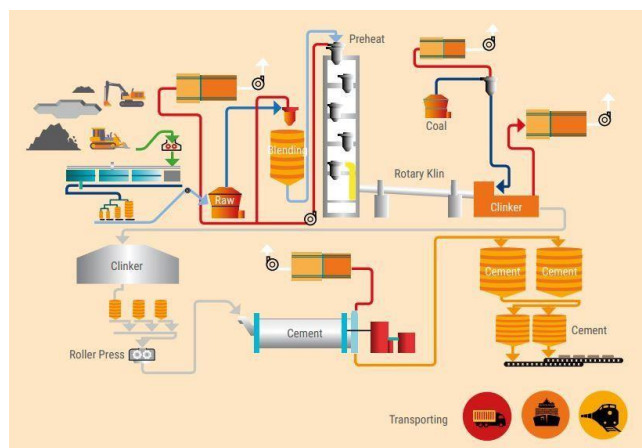 Preheat
Coal
Blending
Rotary Klin
Raw
Clinker
Clinker
Cement
Cement
Cement
Cement
Roller Press
Transporting